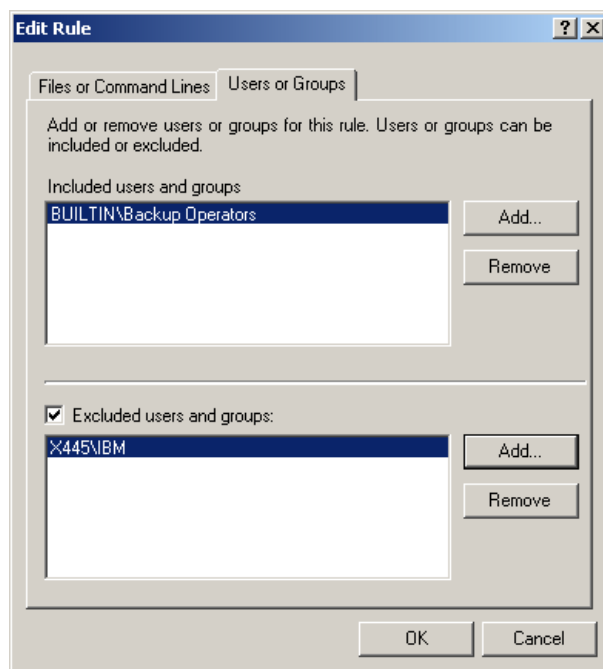 Edit Rule
Files or Command Lines
Users or Groups
Add or remove users or groups for this rule. Users or groups can be
included or excluded.
Included users and groups
BUILTIN\Backup Operators
Add...
Remove
Excluded users and groups:
X445\IBM
Add...
Remove
OK
Cancel